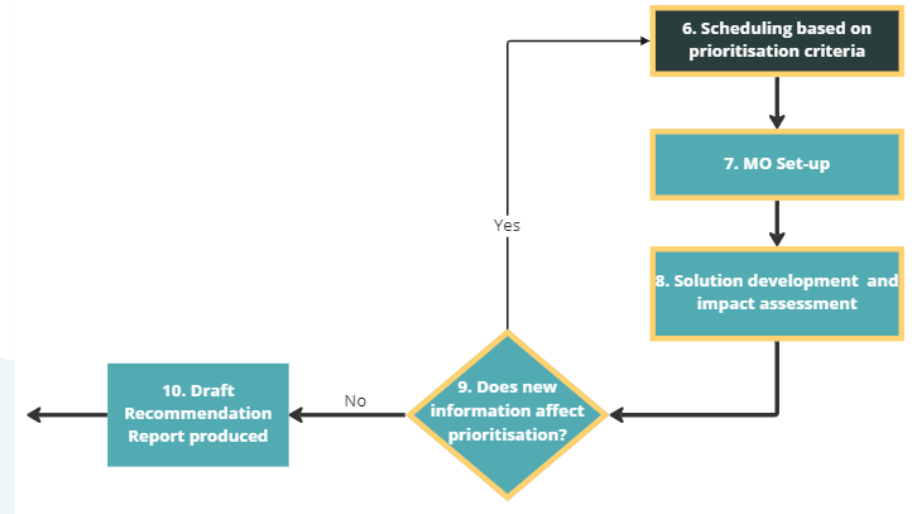 6. Scheduling based on
prioritisation criteria
7. MO Set-up
Yes
8. Solution development and
impact assessment
9. Does new
information affect
prioritisation?
No
10. Draft
Recommendation
Report produced